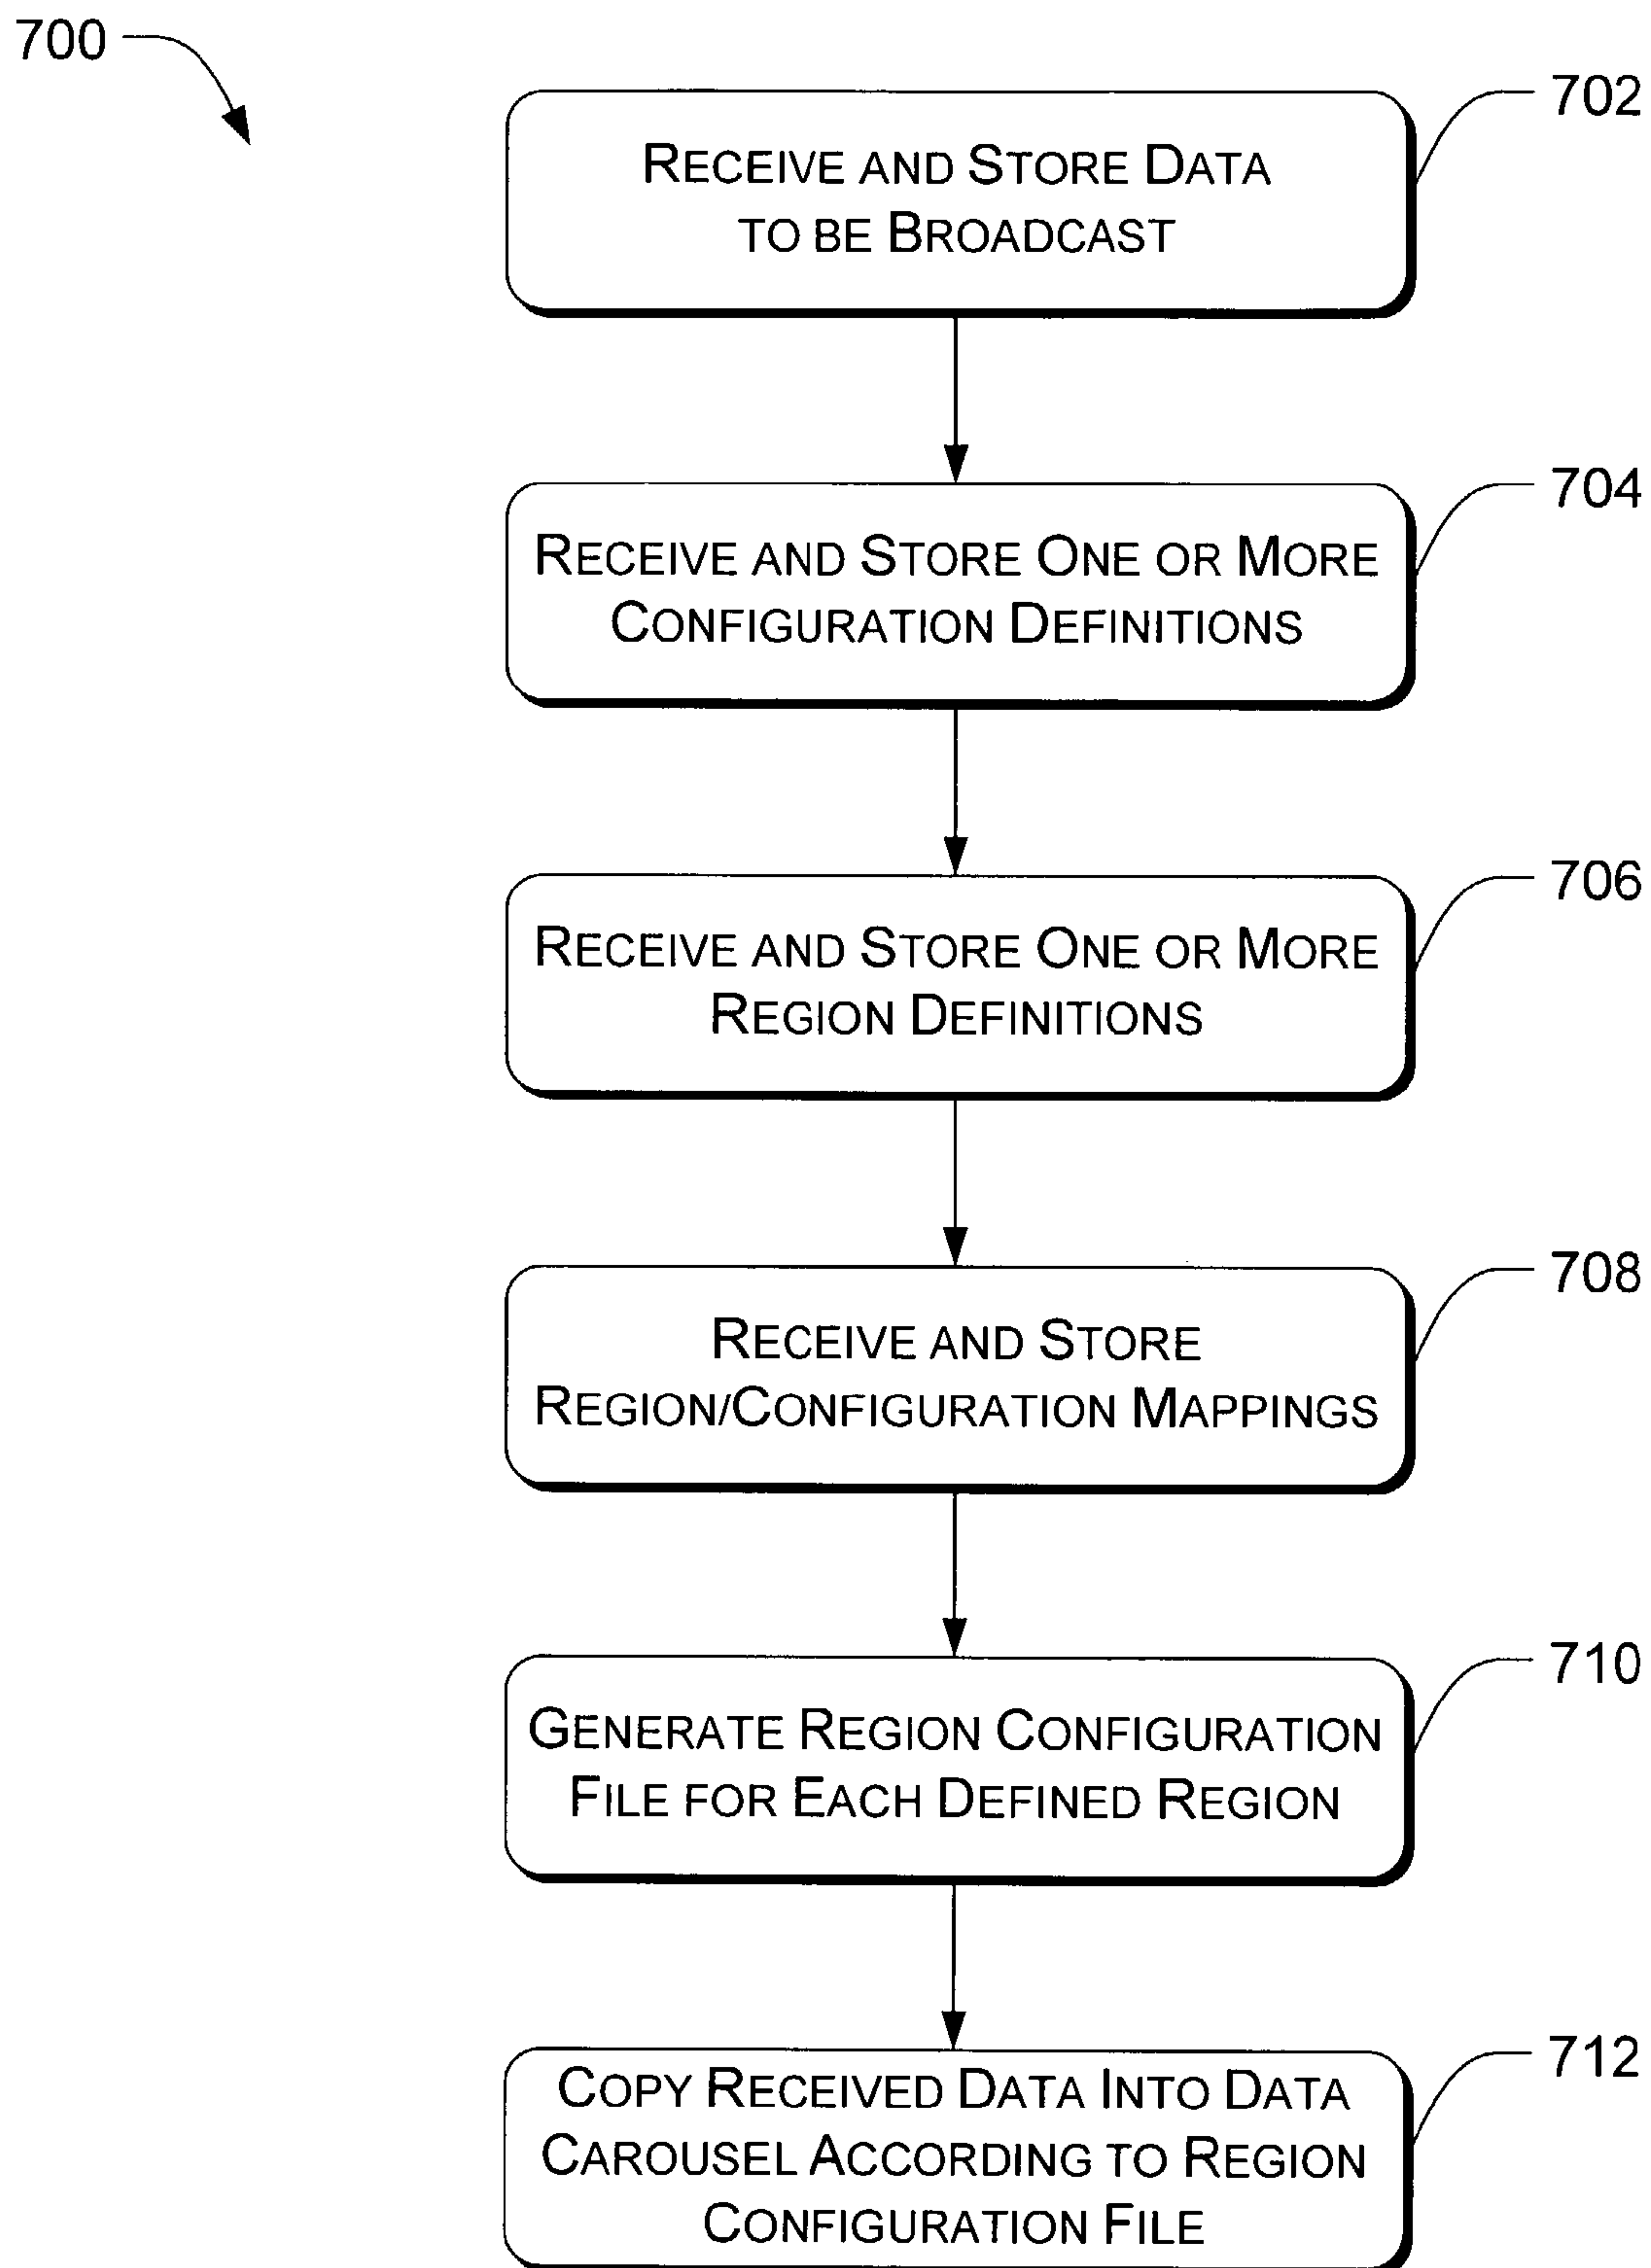 700
702
RECEIVE AND STORE DATA
TO BE BROADCAST
704
RECEIVE AND STORE ONE OR MORE
CONFIGURATION DEFINITIONS
706
RECEIVE AND STORE ONE OR MORE
REGION DEFINITIONS
708
RECEIVE AND STORE
REGION/CONFIGURATION MAPPINGS
710
GENERATE REGION CONFIGURATION
FILE FOR EACH DEFINED REGION
712
COPY RECEIVED DATA INTO DATA
CAROUSEL ACCORDING TO REGION
CONFIGURATION FILE